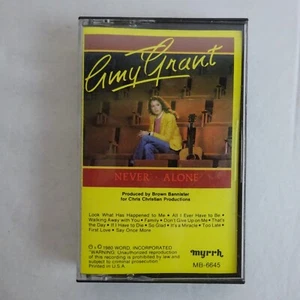 Amy Grant
NEVER ALONE
Produced by Brown Bannister
for Chris Christian Productions
Look What Has Happened to Me • All I Ever Have to Be •
Walking Away with You • Family • Don't Give Up on Me • That's
the Day • If I Have to Die • So Glad • It's a Miracle • Too Late •
First Love • Say Once More
℗ © 1980 WORD, INCORPORATED
"WARNING: Unauthorized reproduction
of this recording is prohibited by law and
subject to criminal prosecution."
Printed in U.S.A.
myrrh
MB-6645